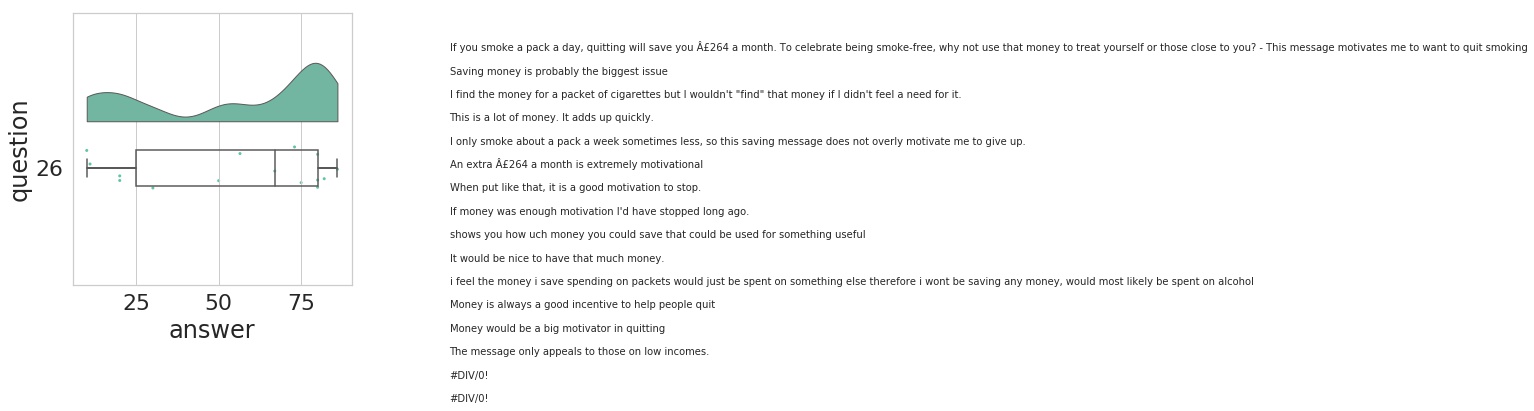 If you smoke a pack a day, quitting will save you Â£264 a month. To celebrate being smoke-free, why not use that money to treat yourself or those close to you? - This message motivates me to want to quit smoking
Saving money is probably the biggest issue
I find the money for a packet of cigarettes but I wouldn't "find" that money if I didn't feel a need for it.
This is a lot of money. It adds up quickly.
I only smoke about a pack a week sometimes less, so this saving message does not overly motivate me to give up.
An extra Â£264 a month is extremely motivational
When put like that, it is a good motivation to stop.
If money was enough motivation I'd have stopped long ago.
shows you how uch money you could save that could be used for something useful
It would be nice to have that much money.
i feel the money i save spending on packets would just be spent on something else therefore i wont be saving any money, would most likely be spent on alcohol
Money is always a good incentive to help people quit
Money would be a big motivator in quitting
The message only appeals to those on low incomes.
#DIV/0!
#DIV/0!
question
26
25 50 75
answer